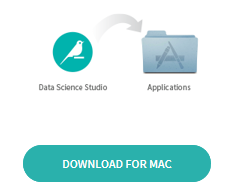 Data Science Studio Applications
DOWNLOAD FOR MAC